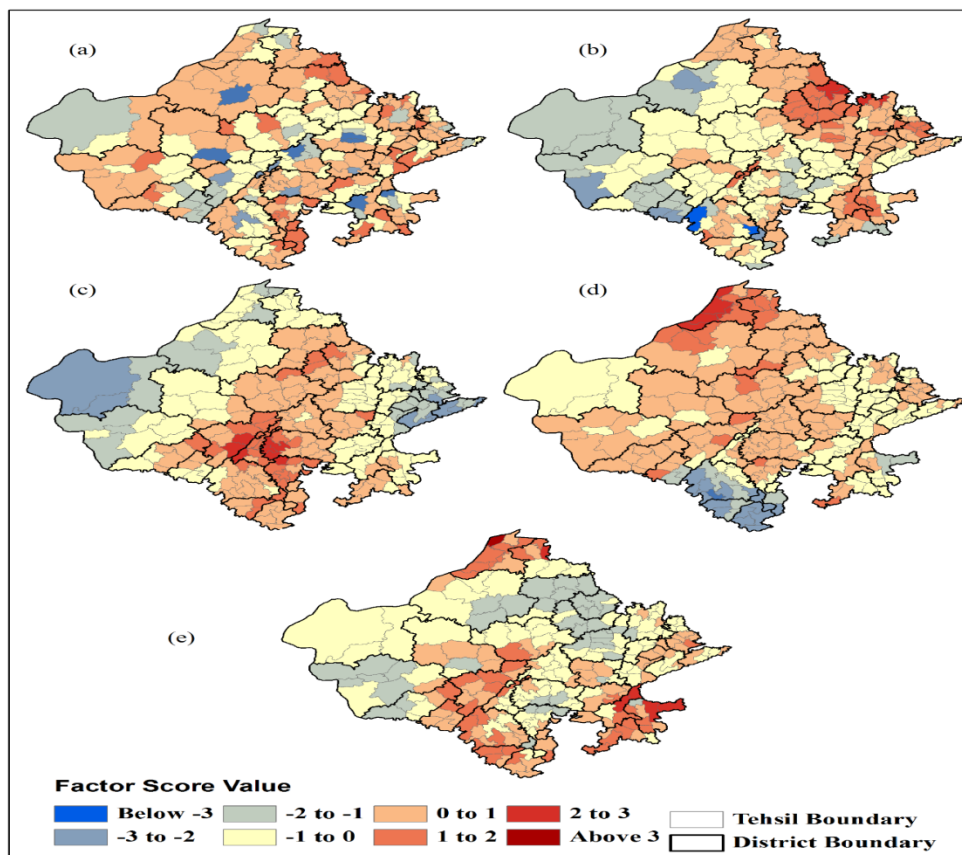 (a)
(b)
(c)
(d)
(e)
Factor Score Value
Below -3
-2 to -1
0 to 1
2 to 3
Tehsil Boundary
-3 to -2
-1 to 0
1 to 2
Above 3
District Boundary